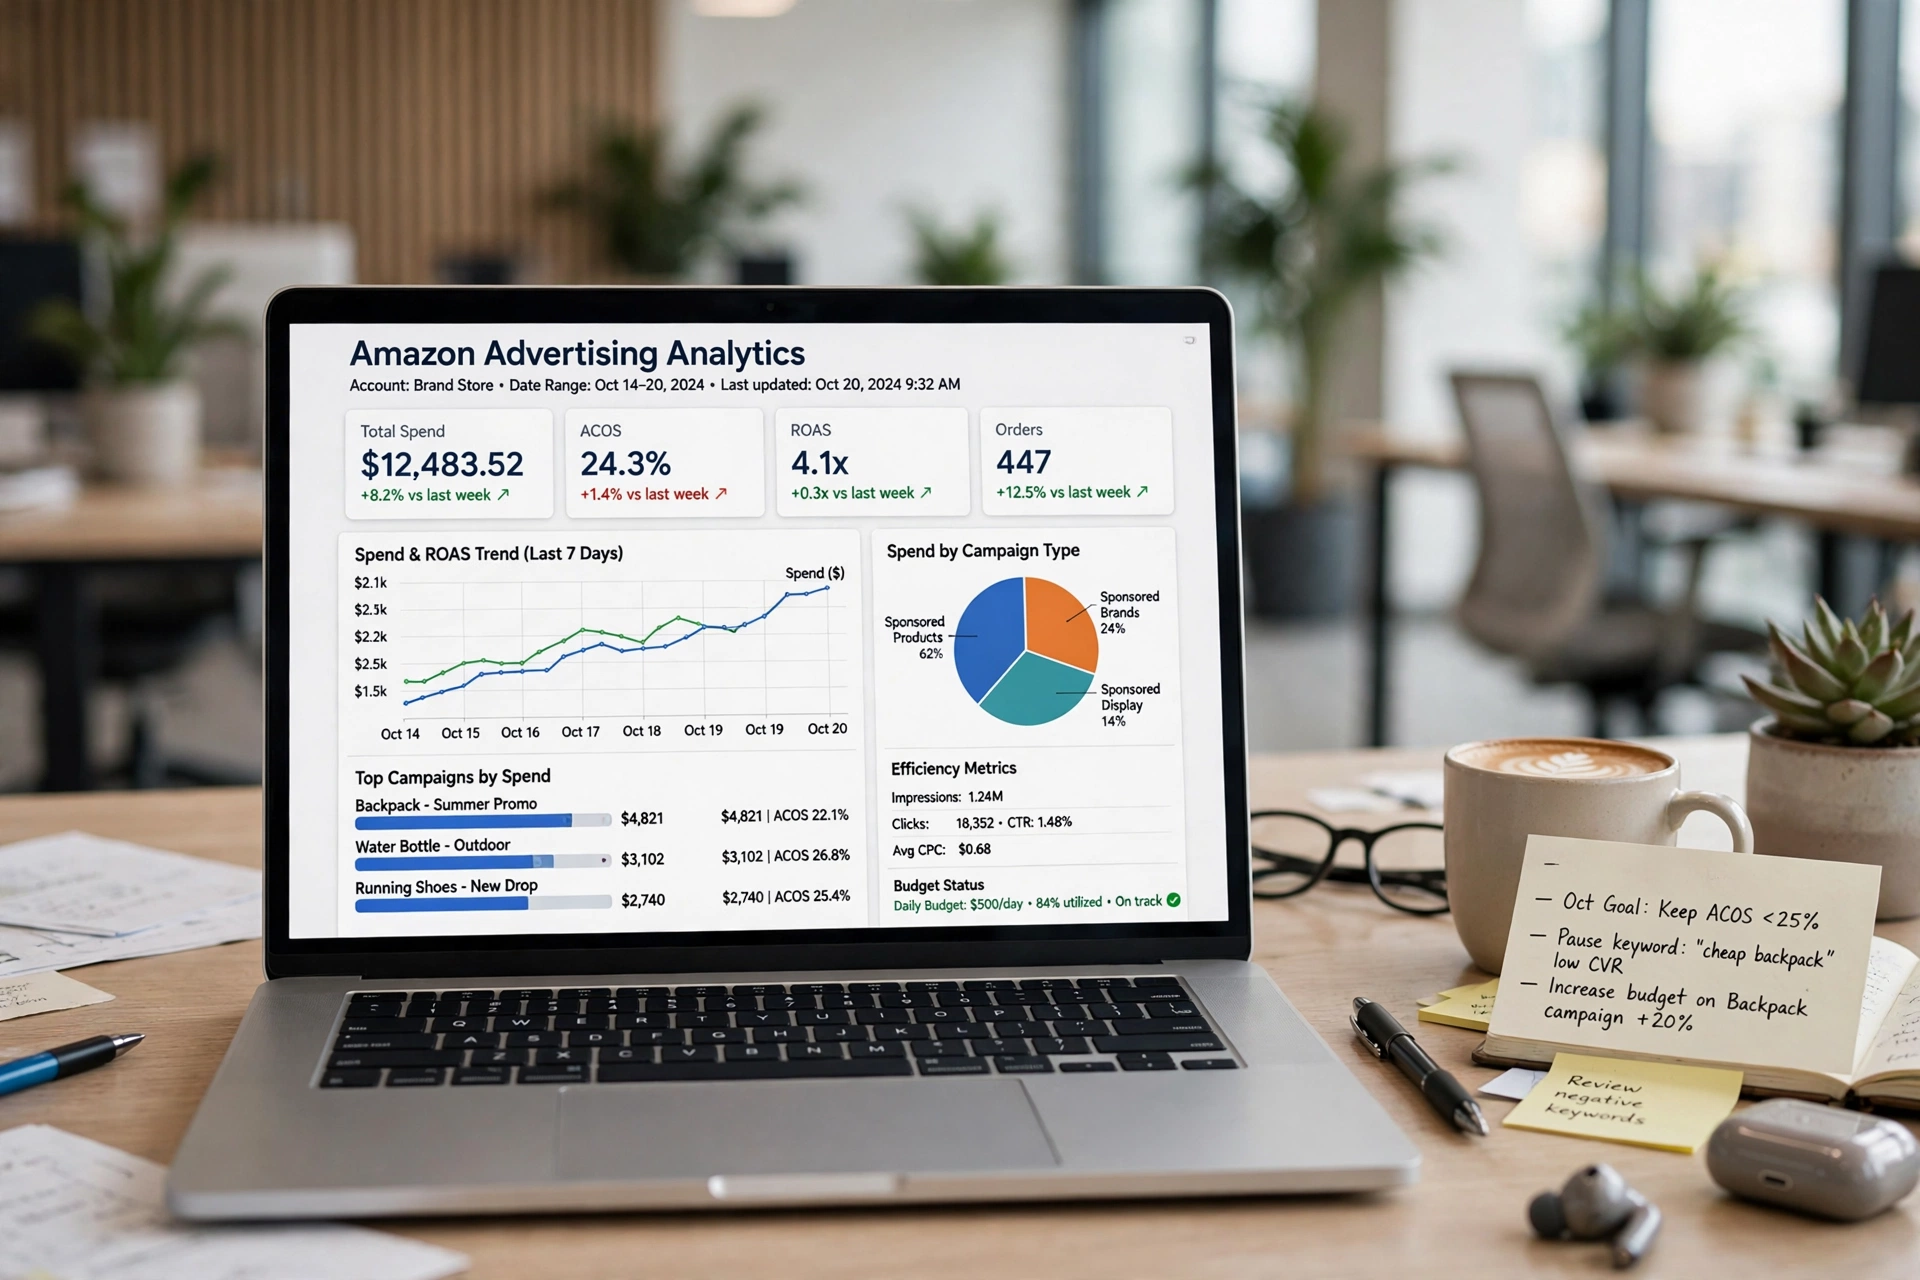 Amazon Advertising Analytics
Account: Brand Store • Date Range: Oct 14–20, 2024 • Last updated: Oct 20, 2024 9:32 AM
Total Spend
$12,483.52
+8.2% vs last week ↗
ACOS
24.3%
+1.4% vs last week ↗
ROAS
4.1x
+0.3x vs last week ↗
Orders
447
+12.5% vs last week ↗
Spend & ROAS Trend (Last 7 Days)
Spend ($)
$2.1k
$2.5k
$2.2k
$2.5k
$1.5k
Oct 14 Oct 15 Oct 16 Oct 17 Oct 18 Oct 19 Oct 19 Oct 20
Spend by Campaign Type
Sponsored
Products
62%
Sponsored
Brands
24%
Sponsored
Display
14%
Top Campaigns by Spend
Backpack - Summer Promo
$4,821 $4,821 | ACOS 22.1%
Water Bottle - Outdoor
$3,102 $3,102 | ACOS 26.8%
Running Shoes - New Drop
$2,740 $2,740 | ACOS 25.4%
Efficiency Metrics
Impressions: 1.24M
Clicks: 18,352 • CTR: 1.48%
Avg CPC: $0.68
Budget Status
Daily Budget: $500/day • 84% utilized • On track
— Oct Goal: Keep ACOS <25%
— Pause keyword: "cheap backpack"
low CVR
— Increase budget on Backpack
campaign +20%
Review
negative
keywords
Q W E R T Y U I O P
A S D F G H J K L
Z X C V B N M